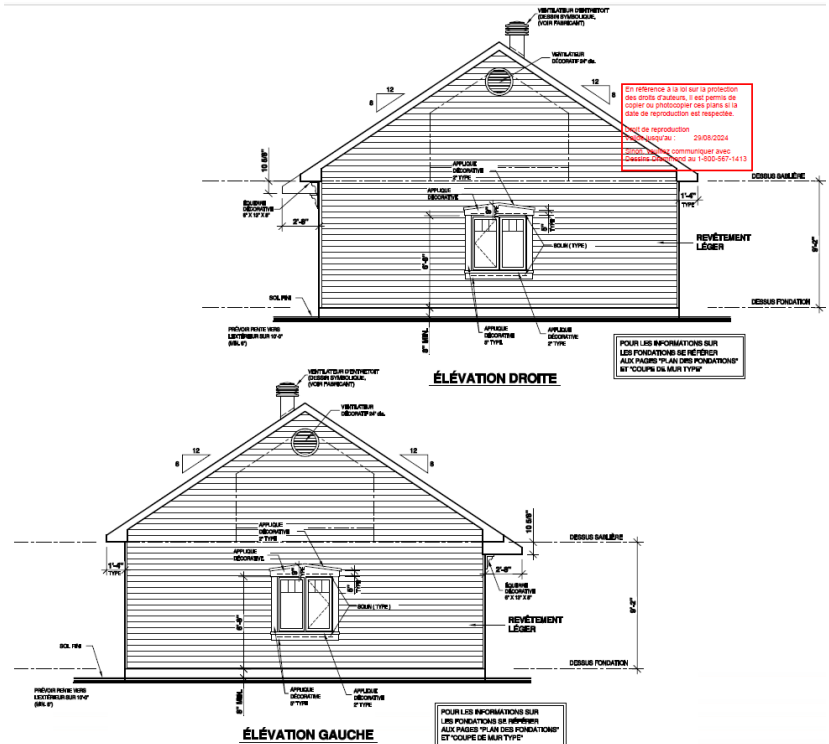 VENTILATEUR D'ENTRETOIT
(DESSIN SYMBOLIQUE,
(VOIR FABRICANT)
VENTILATEUR
DÉCORATIF 24" dia.
12
8
12
8
En référence à la loi sur la protection
des droits d'auteurs, il est permis de
copier ou photocopier ces plans si la
date de reproduction est respectée.
Droit de reproduction
jusqu'au : 29/08/2024
Sinon, veuillez communiquer avec
Dessins Drummond au 1-800-567-1413
10 5/8"
APPLIQUE
DÉCORATIVE
2" TYPE
DESSUS SABLIÈRE
APPLIQUE
DÉCORATIVE
1'-4"
TYPE
ÉQUERRE
DÉCORATIVE
6" X 12" X 8"
2'-8"
5"
TYPE
SOLIN ( TYPE )
REVÊTEMENT
LÉGER
9'-2"
SOL FINI
DESSUS FONDATION
PRÉVOIR PENTE VERS
L'EXTÉRIEUR SUR 10'-0"
(MIN. 6")
8" MIN.
APPLIQUE
DÉCORATIVE
5" TYPE
APPLIQUE
DÉCORATIVE
2" TYPE
POUR LES INFORMATIONS SUR
LES FONDATIONS SE RÉFÉRER
AUX PAGES "PLAN DES FONDATIONS"
ET "COUPE DE MUR TYPE"
ÉLÉVATION DROITE
VENTILATEUR D'ENTRETOIT
(DESSIN SYMBOLIQUE,
(VOIR FABRICANT)
VENTILATEUR
DÉCORATIF 24" dia.
12
8
12
8
APPLIQUE
DÉCORATIVE
2" TYPE
10 5/8"
DESSUS SABLIÈRE
APPLIQUE
DÉCORATIVE
1'-4"
TYPE
2'-8"
5"
TYPE
ÉQUERRE
DÉCORATIVE
6" X 12" X 8"
SOLIN ( TYPE )
9'-2"
REVÊTEMENT
LÉGER
SOL FINI
DESSUS FONDATION
PRÉVOIR PENTE VERS
L'EXTÉRIEUR SUR 10'-0"
(MIN. 6")
8" MIN.
APPLIQUE
DÉCORATIVE
5" TYPE
APPLIQUE
DÉCORATIVE
2" TYPE
POUR LES INFORMATIONS SUR
LES FONDATIONS SE RÉFÉRER
AUX PAGES "PLAN DES FONDATIONS"
ET "COUPE DE MUR TYPE"
ÉLÉVATION GAUCHE